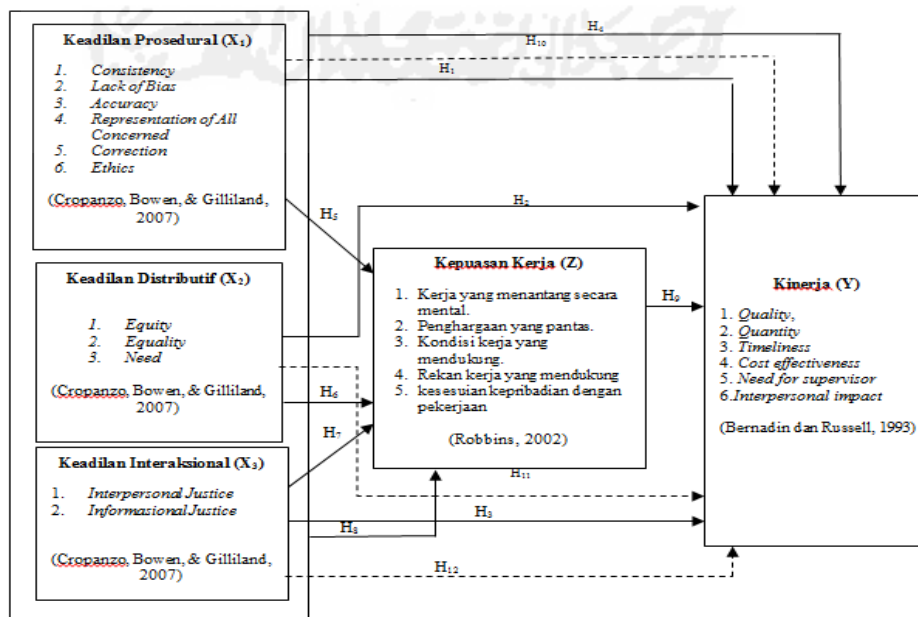 Keadilan Prosedural (X₁)
1. Consistency
2. Lack of Bias
3. Accuracy
4. Representation of All
Concerned
5. Correction
6. Ethics
(Cropanzo, Bowen, & Gilliland,
2007)
Keadilan Distributif (X₂)
1. Equity
2. Equality
3. Need
(Cropanzo, Bowen, & Gilliland,
2007)
Keadilan Interaksional (X₃)
1. Interpersonal Justice
2. Informasional Justice
(Cropanzo, Bowen, & Gilliland,
2007)
H₁₀
H₁
H₂
H₅
H₆
H₇
H₈
Kepuasan Kerja (Z)
1. Kerja yang menantang secara
mental.
2. Penghargaan yang pantas.
3. Kondisi kerja yang
mendukung.
4. Rekan kerja yang mendukung
5. kesesuian kepribadian dengan
pekerjaan
(Robbins, 2002)
H₉
H₁₁
H₃
H₁₂
Kinerja (Y)
1. Quality,
2. Quantity
3. Timeliness
4. Cost effectiveness
5. Need for supervisor
6.Interpersonal impact
(Bernadin dan Russell, 1993)